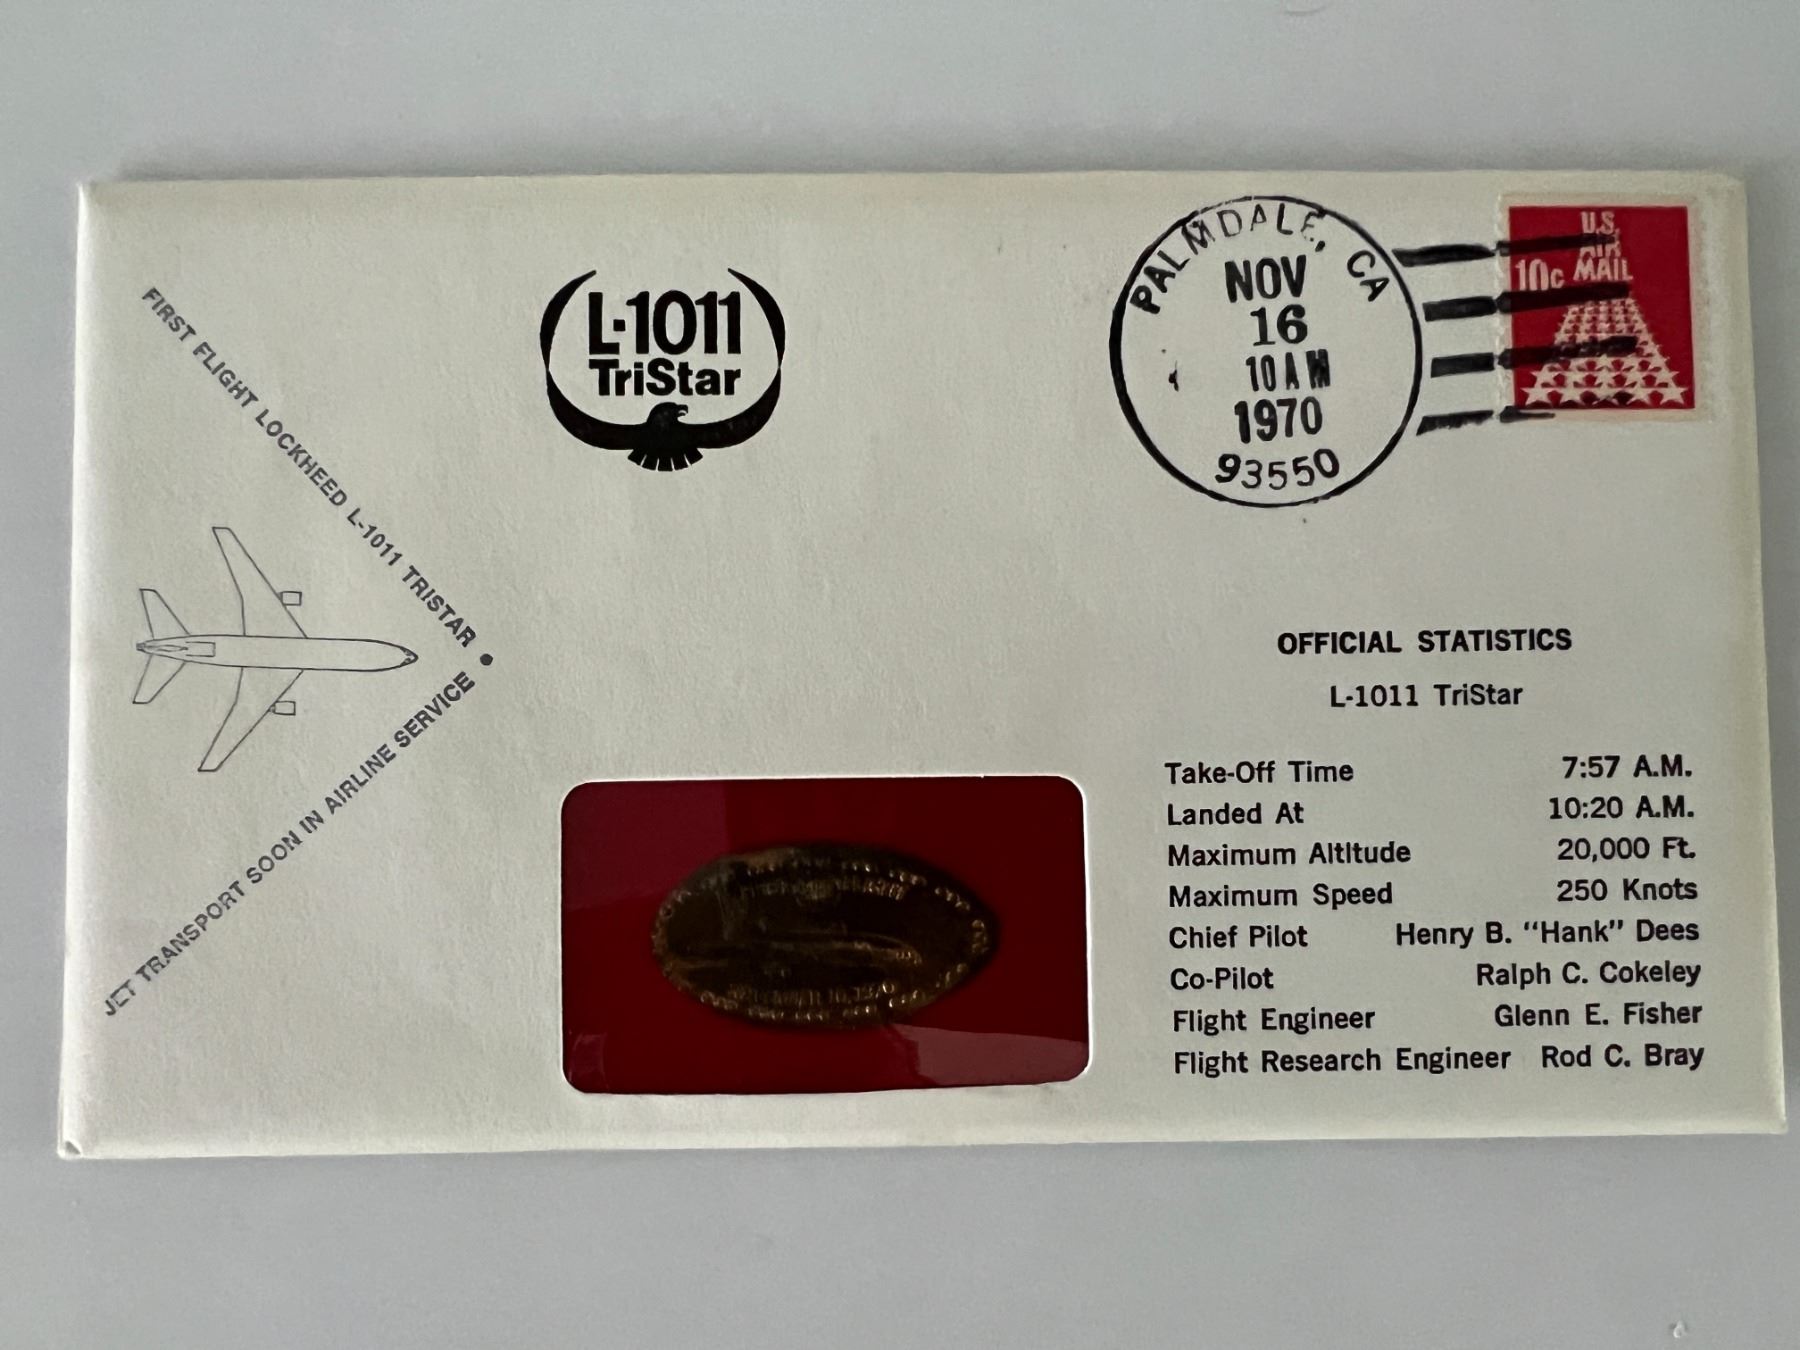 FIRST FLIGHT LOCKHEED L-1011 TRISTAR •
JET TRANSPORT SOON IN AIRLINE SERVICE
L-1011
TriStar
PALMDALE, CA
NOV
16
10 AM
1970
93550
U.S.
AIR
10c MAIL
OFFICIAL STATISTICS
L-1011 TriStar
Take-Off Time 7:57 A.M.
Landed At 10:20 A.M.
Maximum Altitude 20,000 Ft.
Maximum Speed 250 Knots
Chief Pilot Henry B. "Hank" Dees
Co-Pilot Ralph C. Cokeley
Flight Engineer Glenn E. Fisher
Flight Research Engineer Rod C. Bray